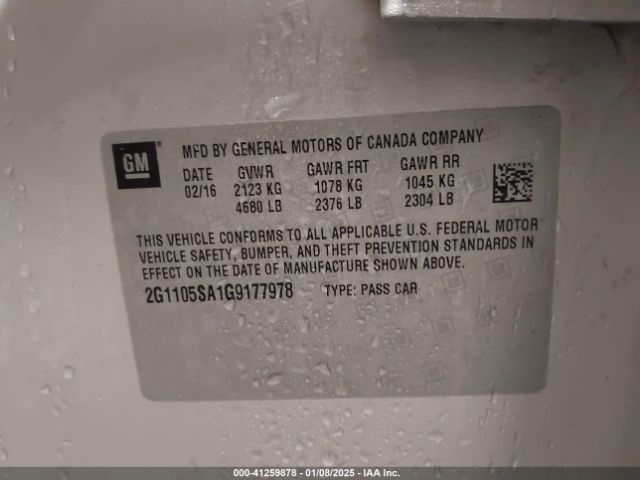 GM
MFD BY GENERAL MOTORS OF CANADA COMPANY
DATE GVWR GAWR FRT GAWR RR
02/16 2123 KG 1078 KG 1045 KG
4680 LB 2376 LB 2304 LB
THIS VEHICLE CONFORMS TO ALL APPLICABLE U.S. FEDERAL MOTOR
VEHICLE SAFETY, BUMPER, AND THEFT PREVENTION STANDARDS IN
EFFECT ON THE DATE OF MANUFACTURE SHOWN ABOVE.
2G1105SA1G9177978 TYPE: PASS CAR
000-41259878 - 01/08/2025 - IAA Inc.